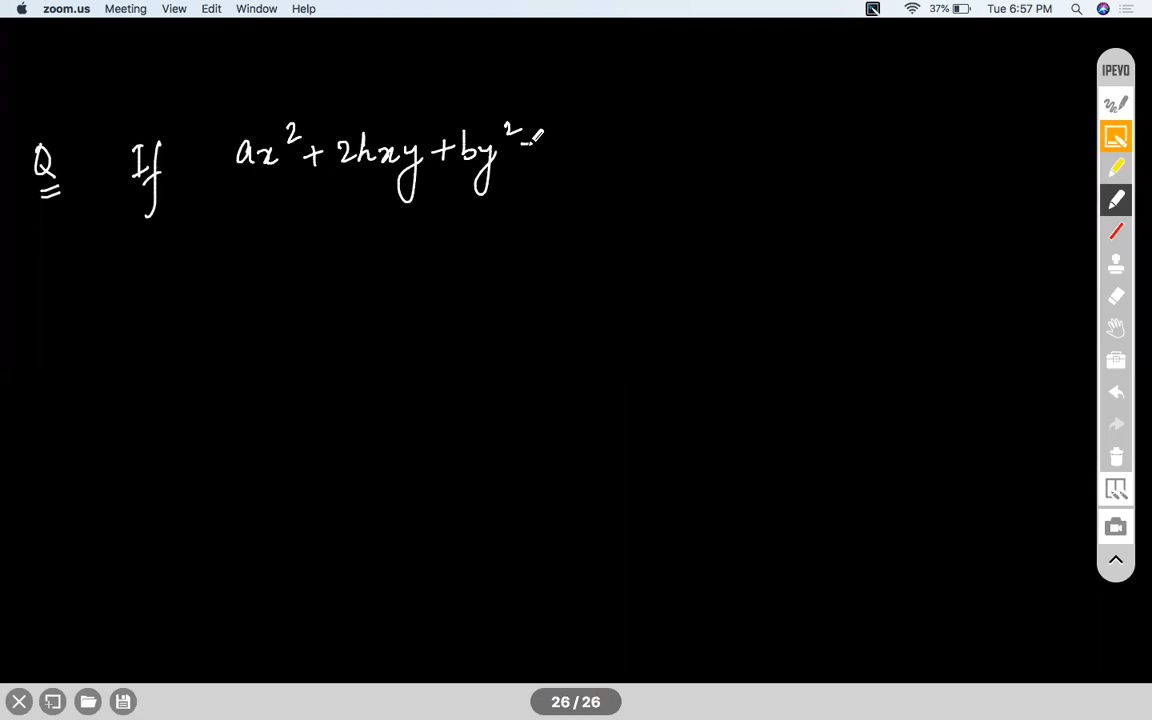 zoom.us Meeting View Edit Window Help 37% Tue 6:57 PM
IPEVO
Q If ax² + 2hxy + by² -
26 / 26